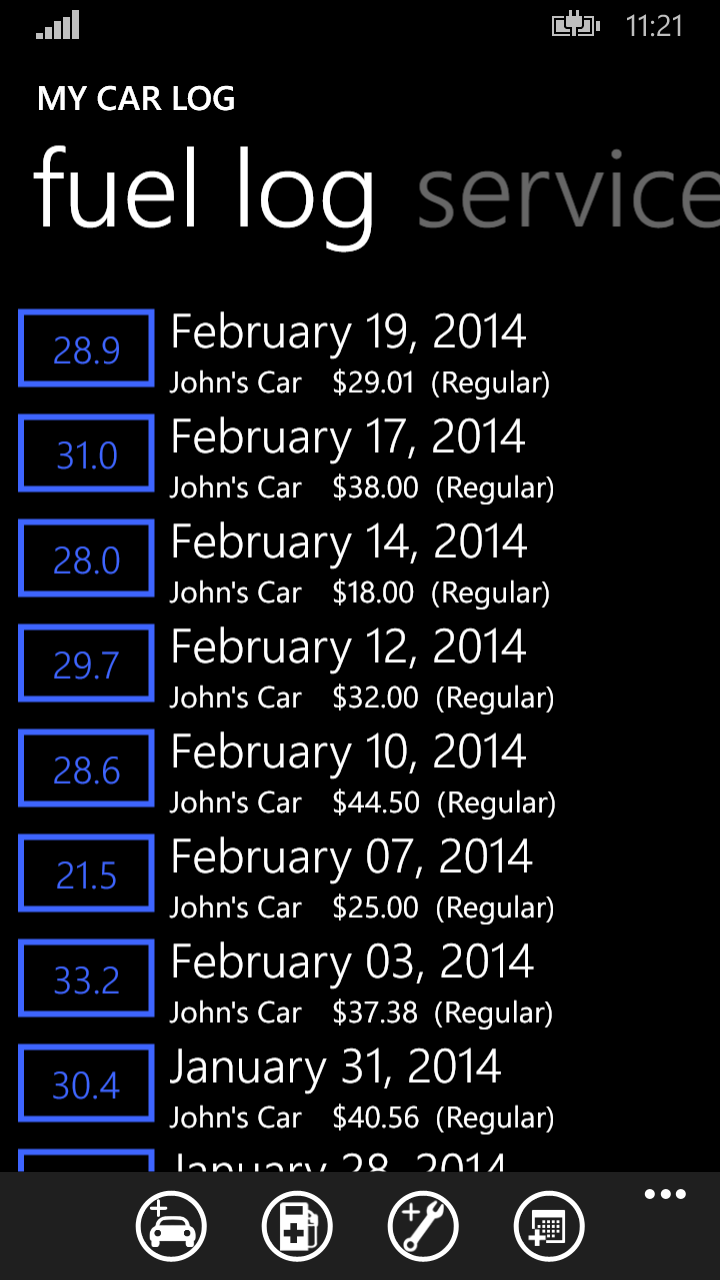 11:21
MY CAR LOG
fuel log service
28.9
February 19, 2014
John's Car $29.01 (Regular)
31.0
February 17, 2014
John's Car $38.00 (Regular)
28.0
February 14, 2014
John's Car $18.00 (Regular)
29.7
February 12, 2014
John's Car $32.00 (Regular)
28.6
February 10, 2014
John's Car $44.50 (Regular)
21.5
February 07, 2014
John's Car $25.00 (Regular)
33.2
February 03, 2014
John's Car $37.38 (Regular)
30.4
January 31, 2014
John's Car $40.56 (Regular)
January 28, 2014